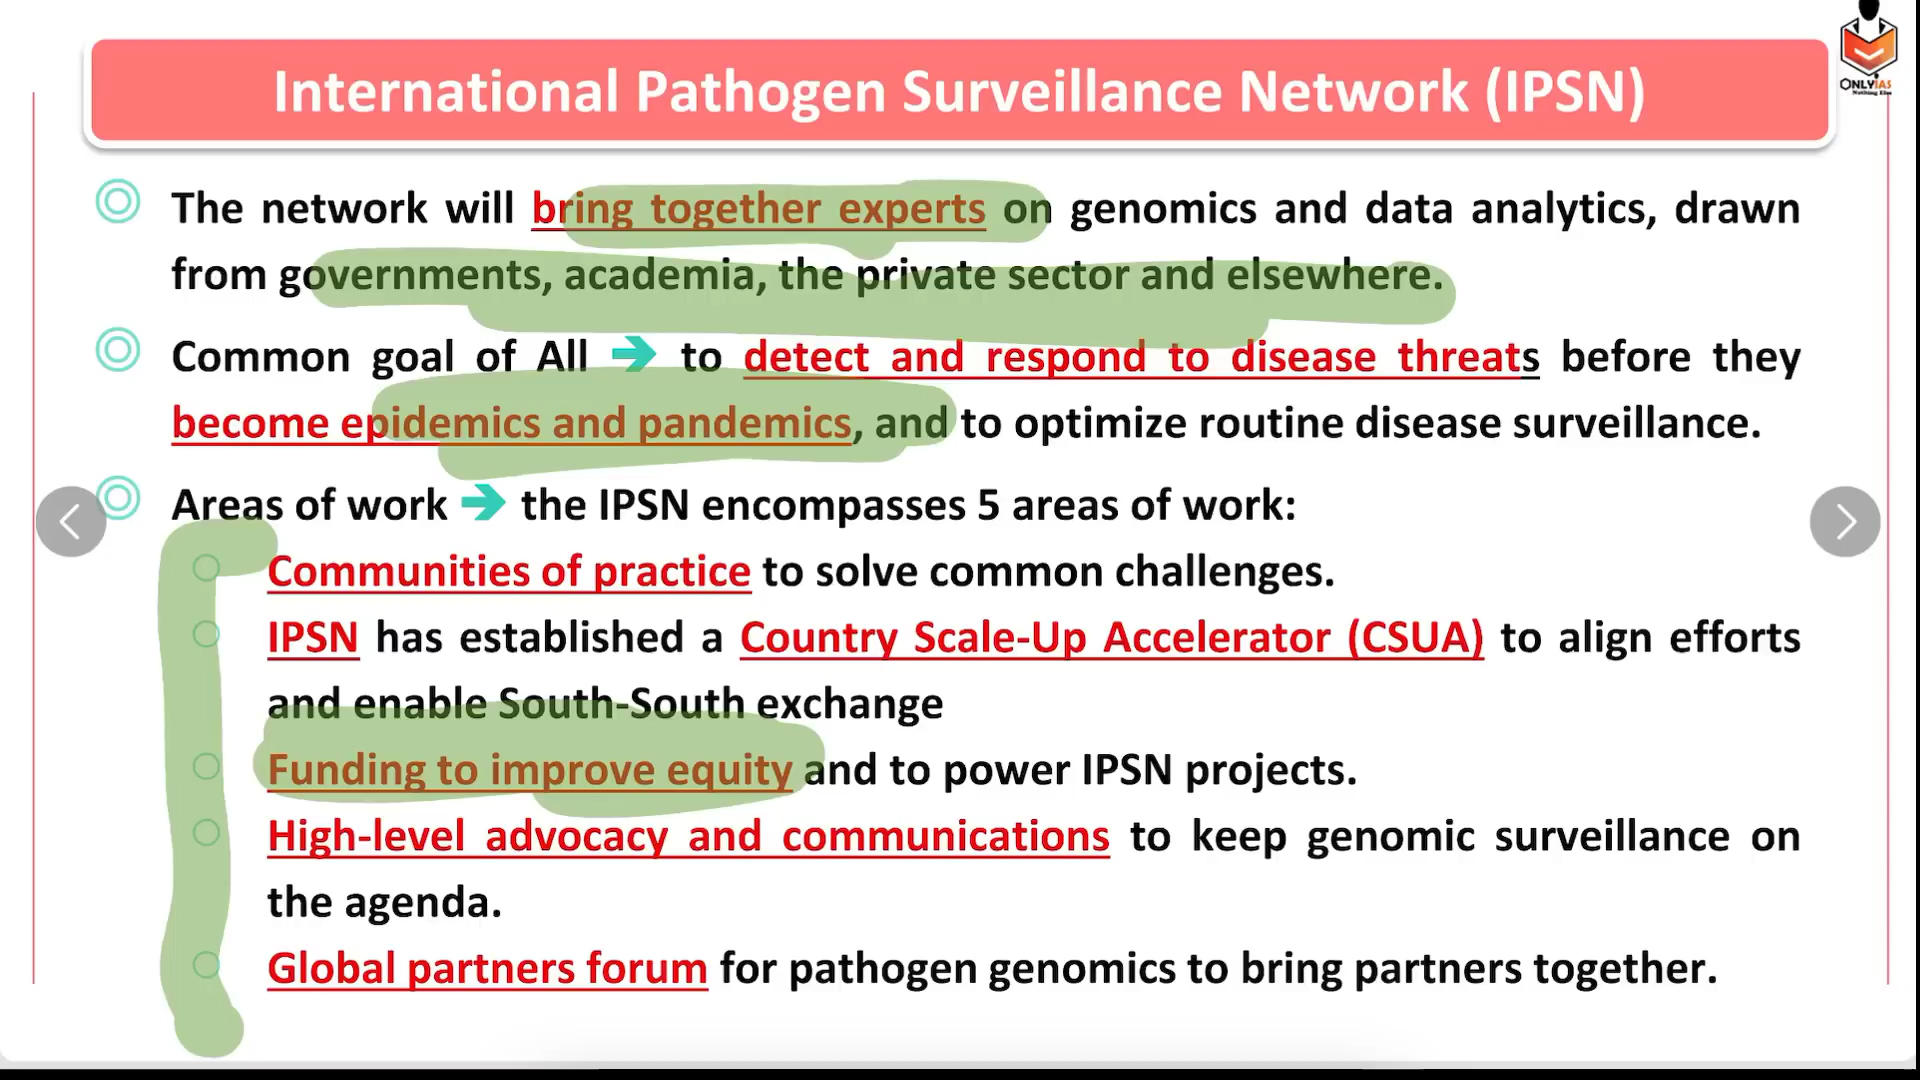 International Pathogen Surveillance Network (IPSN)
ONLYIAS
Nothing Else
The network will bring together experts on genomics and data analytics, drawn
from governments, academia, the private sector and elsewhere.
Common goal of All ➔ to detect and respond to disease threats before they
become epidemics and pandemics, and to optimize routine disease surveillance.
Areas of work ➔ the IPSN encompasses 5 areas of work:
Communities of practice to solve common challenges.
IPSN has established a Country Scale-Up Accelerator (CSUA) to align efforts
and enable South-South exchange
Funding to improve equity and to power IPSN projects.
High-level advocacy and communications to keep genomic surveillance on
the agenda.
Global partners forum for pathogen genomics to bring partners together.